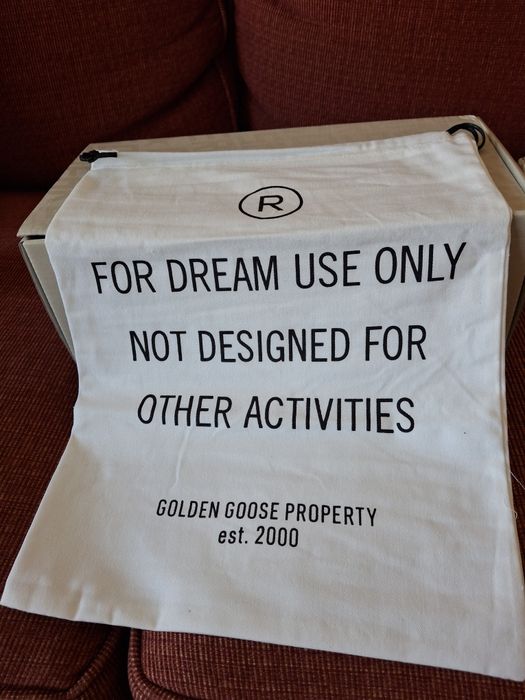 ®
FOR DREAM USE ONLY
NOT DESIGNED FOR
OTHER ACTIVITIES
GOLDEN GOOSE PROPERTY
est. 2000